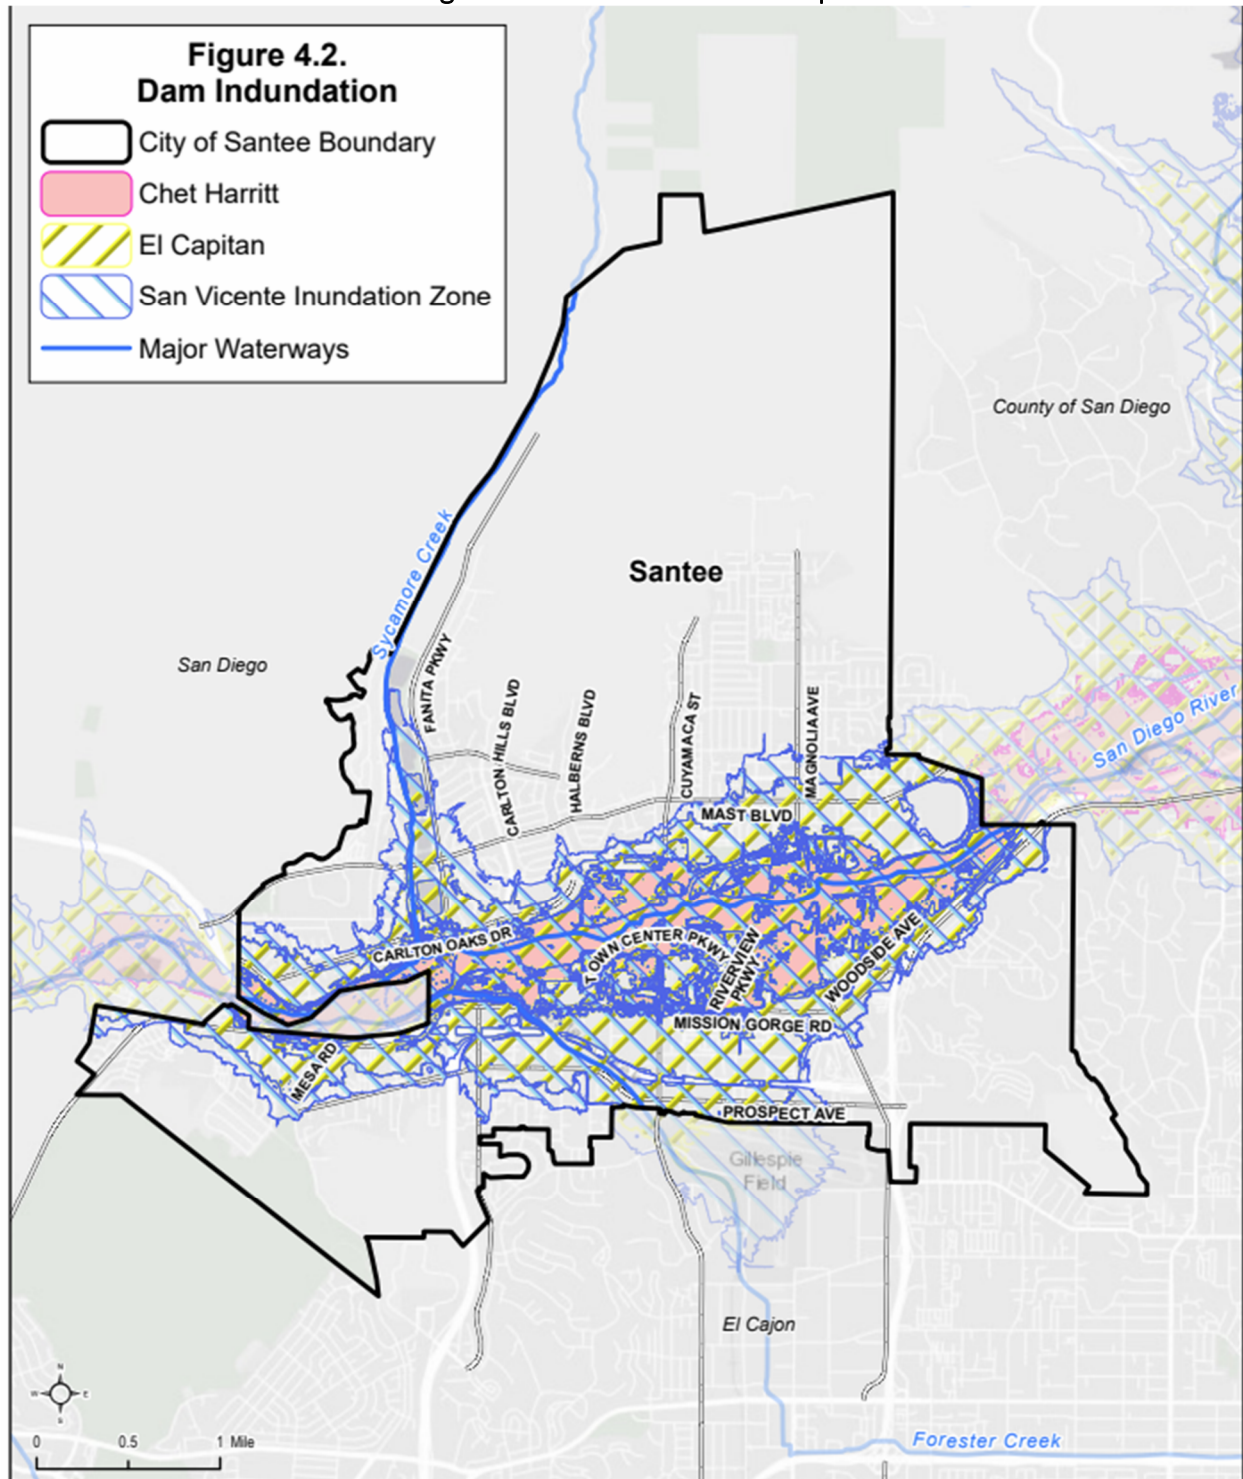 Figure 4.2.
Dam Indundation
City of Santee Boundary
Chet Harritt
El Capitan
San Vicente Inundation Zone
Major Waterways
County of San Diego
Sycamore Creek
Santee
San Diego
FANITA PKWY
CARLTON HILLS BLVD
HALBERNS BLVD
CUYAMACA ST
MAGNOLIA AVE
San Diego River
MAST BLVD
CARLTON OAKS DR
TOWN CENTER PKWY
RIVERVIEW
PKWY
WOODSIDE AVE
MISSION GORGE RD
MESA RD
PROSPECT AVE
Gillespie
Field
El Cajon
N
W E
S
0 0.5 1 Mile
Forester Creek